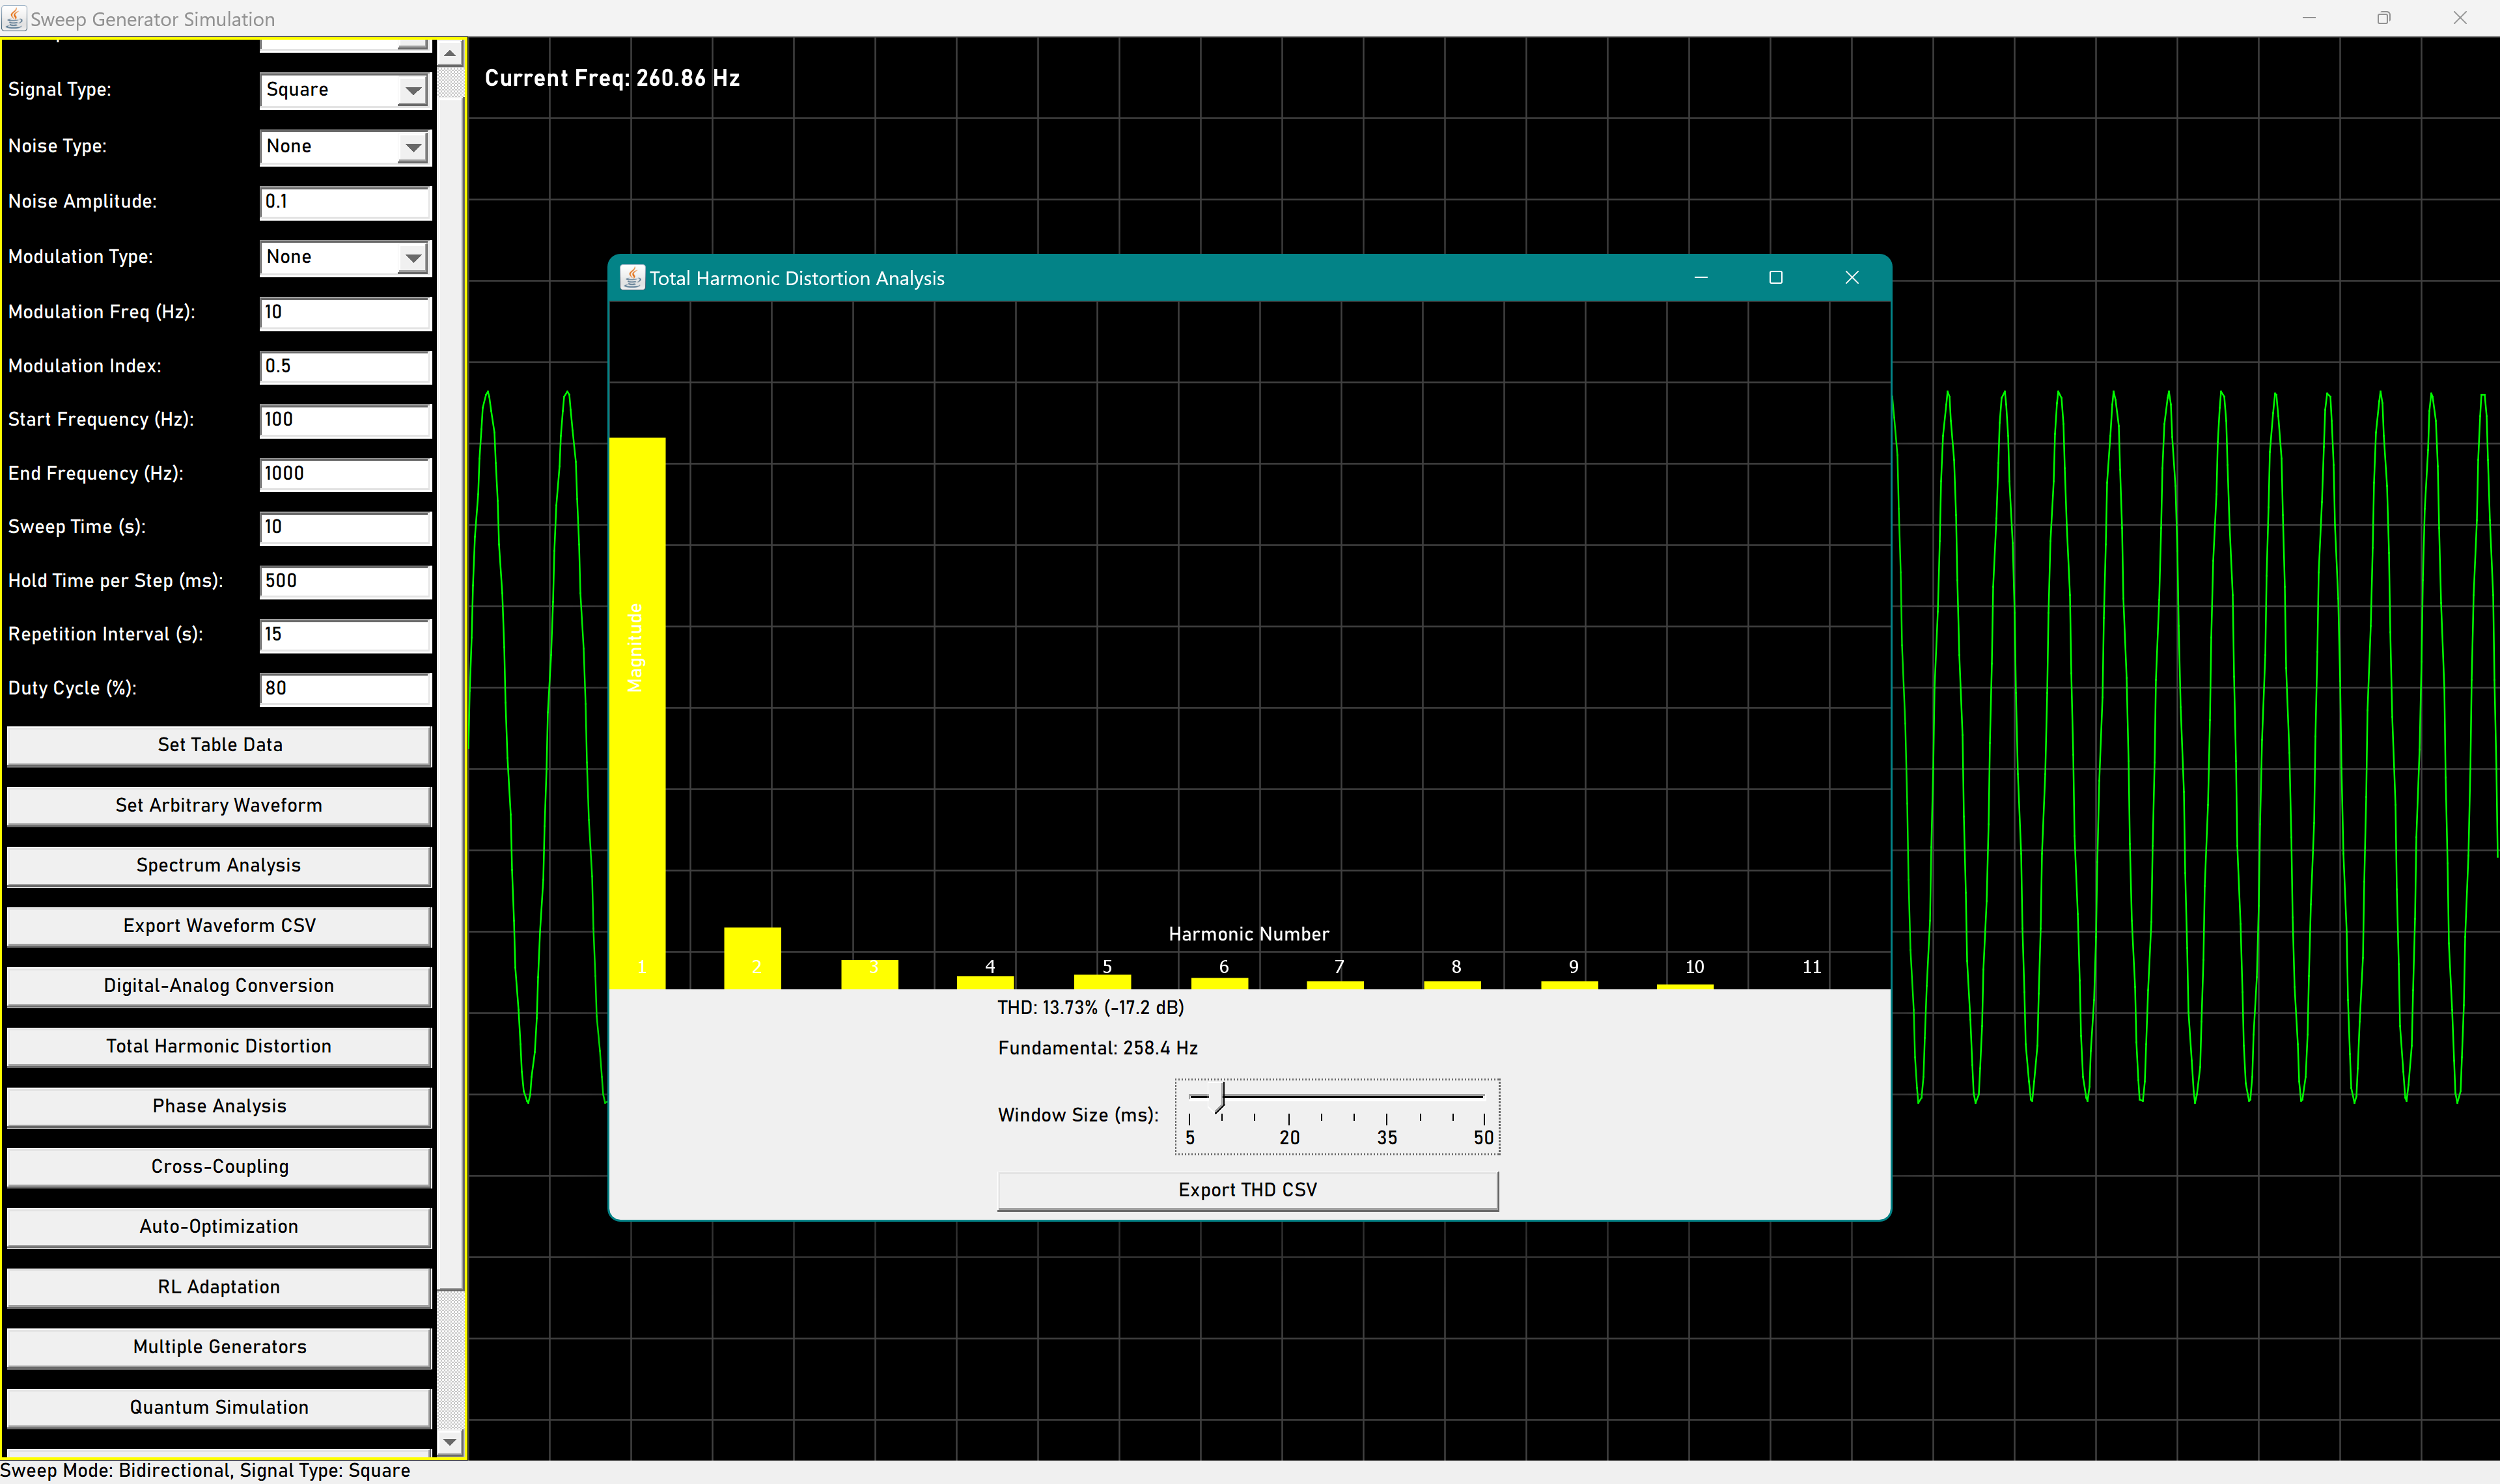 Sweep Generator Simulation
Current Freq: 260.86 Hz
Signal Type: Square
Noise Type: None
Noise Amplitude: 0.1
Modulation Type: None
Modulation Freq (Hz): 10
Modulation Index: 0.5
Start Frequency (Hz): 100
End Frequency (Hz): 1000
Sweep Time (s): 10
Hold Time per Step (ms): 500
Repetition Interval (s): 15
Duty Cycle (%): 80
Set Table Data
Set Arbitrary Waveform
Spectrum Analysis
Export Waveform CSV
Digital-Analog Conversion
Total Harmonic Distortion
Phase Analysis
Cross-Coupling
Auto-Optimization
RL Adaptation
Multiple Generators
Quantum Simulation
Total Harmonic Distortion Analysis
Magnitude
Harmonic Number
1 2 3 4 5 6 7 8 9 10 11
THD: 13.73% (-17.2 dB)
Fundamental: 258.4 Hz
Window Size (ms):
5 20 35 50
Export THD CSV
Sweep Mode: Bidirectional, Signal Type: Square